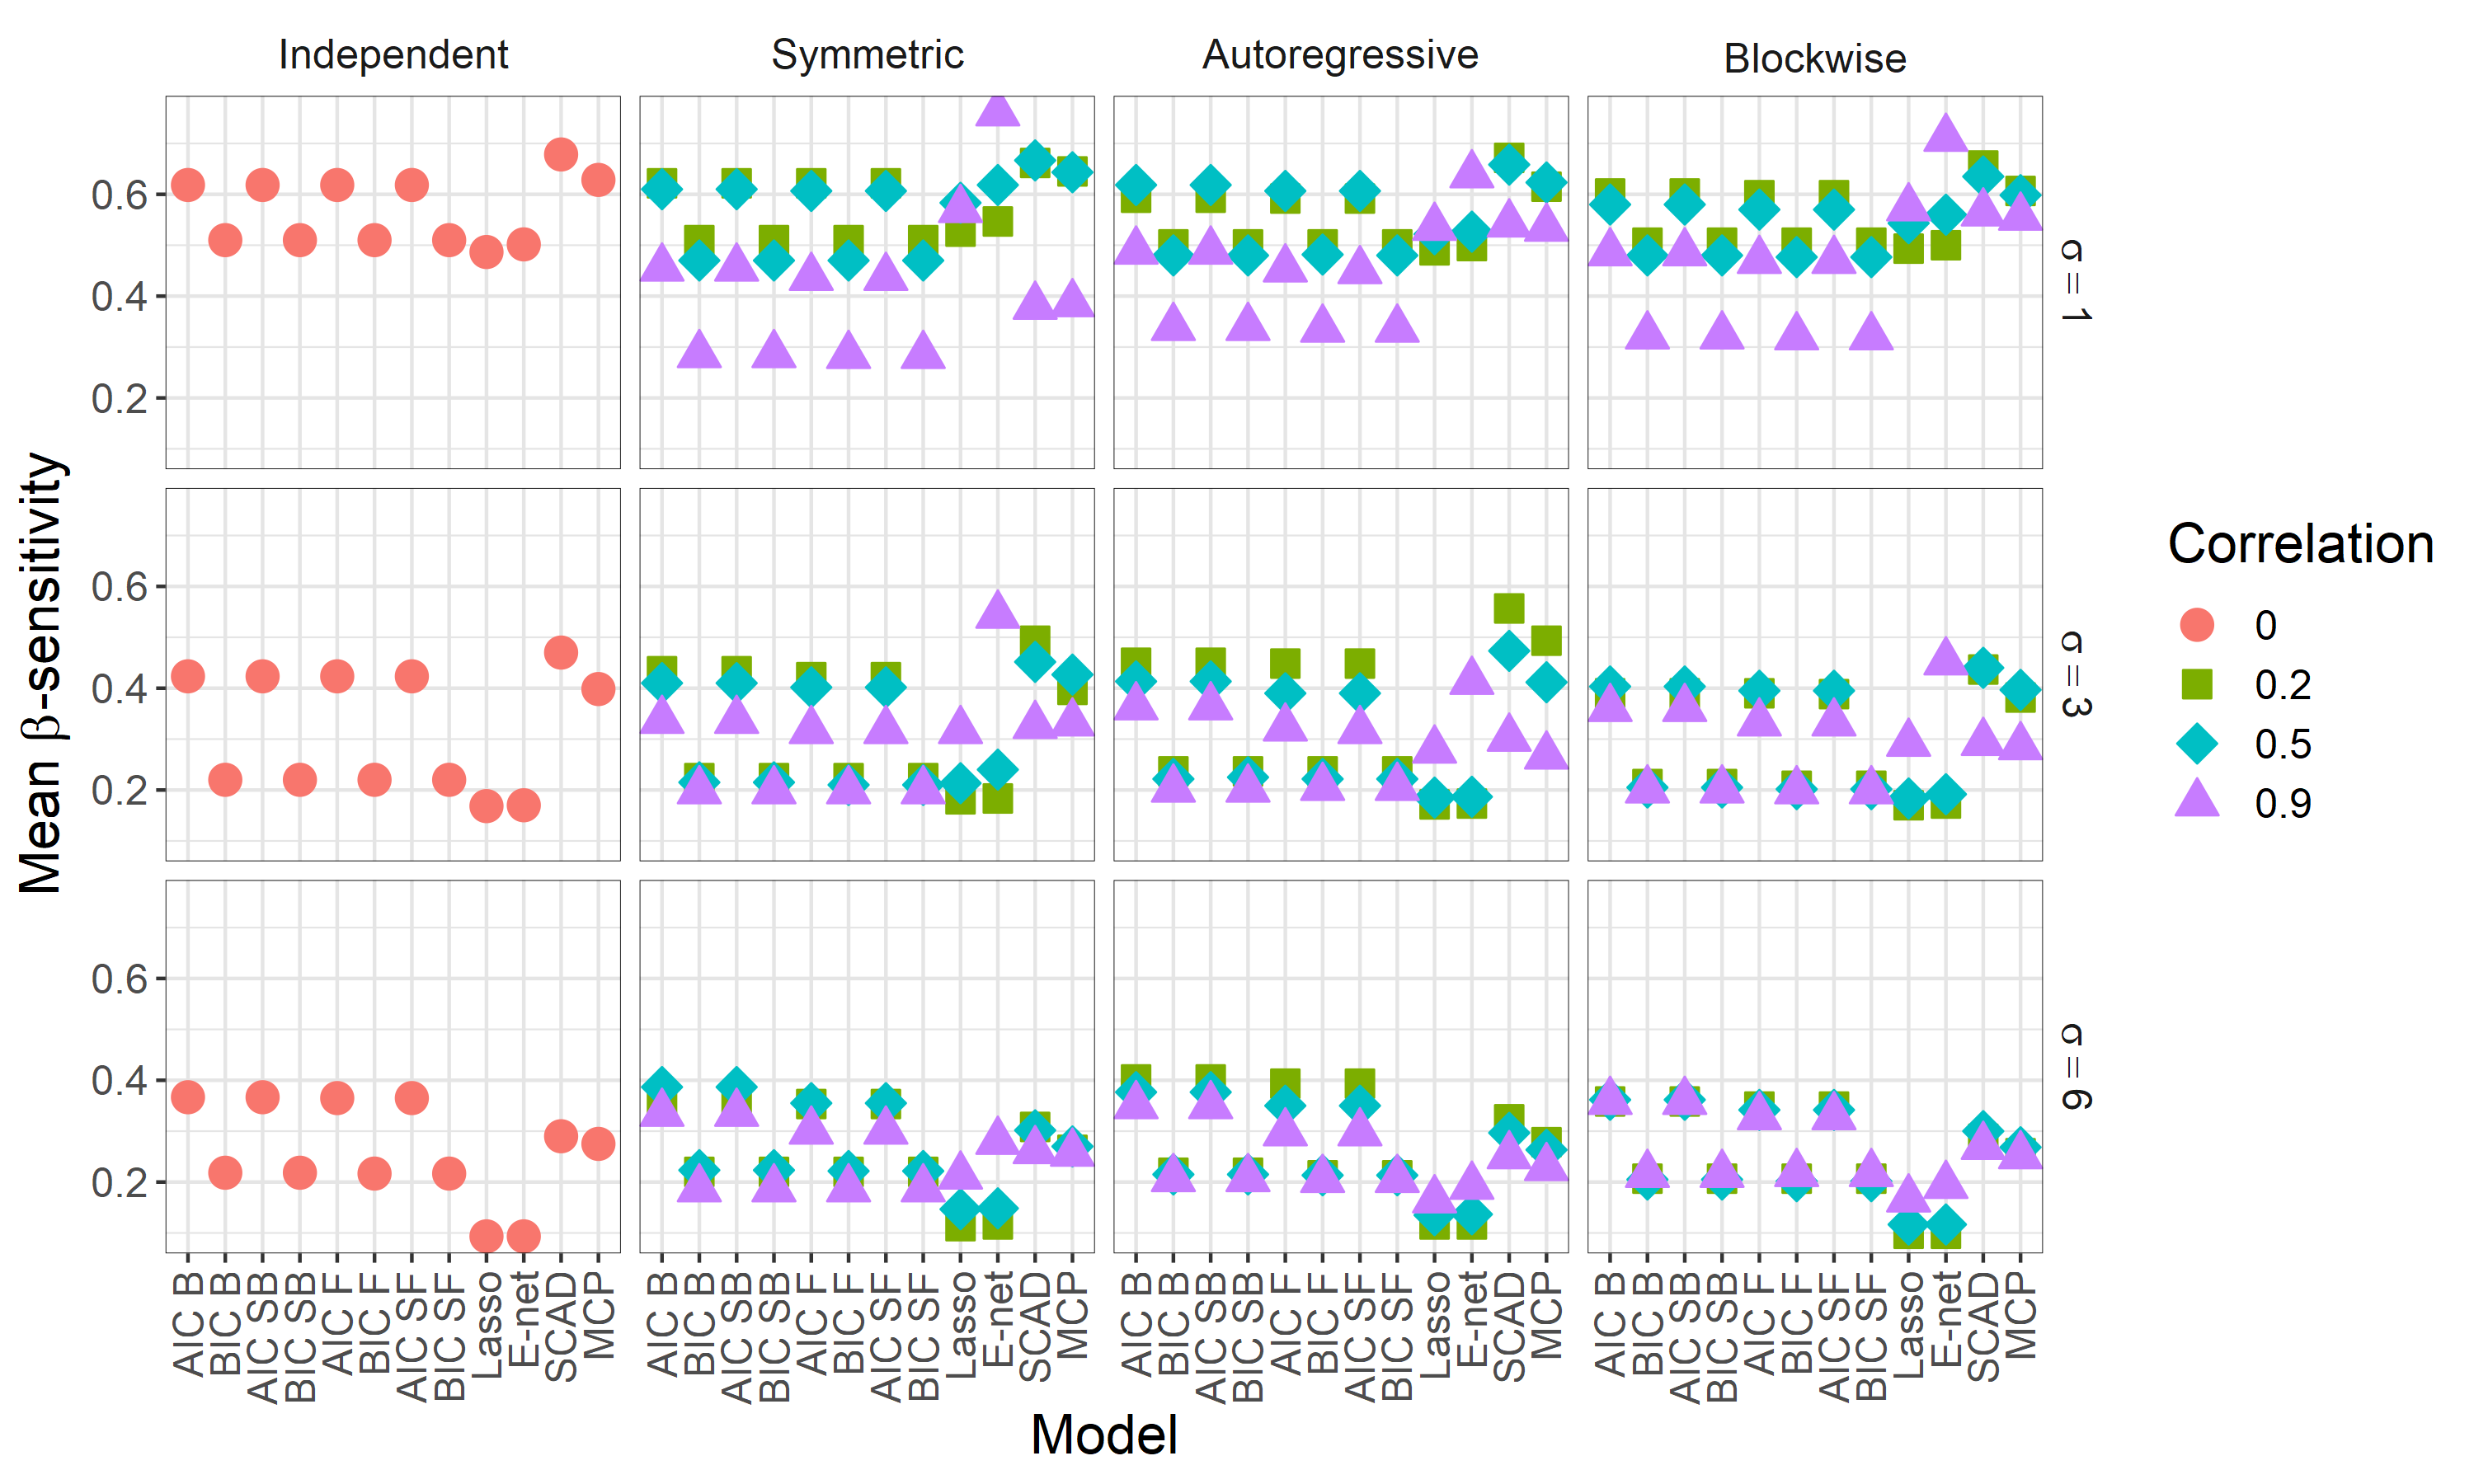 Independent
Symmetric
Autoregressive
Blockwise
Mean β-sensitivity
0.6
0.4
0.2
σ = 1
0.6
0.4
0.2
σ = 3
0.6
0.4
0.2
σ = 6
AIC B
BIC B
AIC SB
BIC SB
AIC F
BIC F
AIC SF
BIC SF
Lasso
E-net
SCAD
MCP
AIC B
BIC B
AIC SB
BIC SB
AIC F
BIC F
AIC SF
BIC SF
Lasso
E-net
SCAD
MCP
AIC B
BIC B
AIC SB
BIC SB
AIC F
BIC F
AIC SF
BIC SF
Lasso
E-net
SCAD
MCP
AIC B
BIC B
AIC SB
BIC SB
AIC F
BIC F
AIC SF
BIC SF
Lasso
E-net
SCAD
MCP
Model
Correlation
0
0.2
0.5
0.9